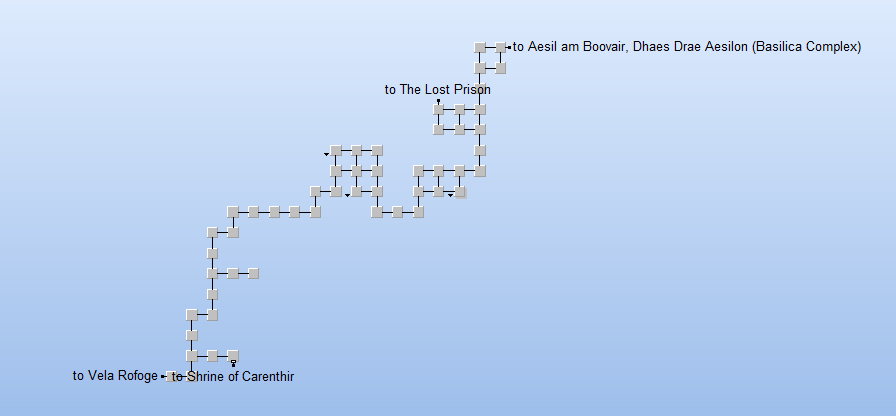 to Aesil am Boovair, Dhaes Drae Aesilon (Basilica Complex)
to The Lost Prison
to Vela Rofoge
to Shrine of Carenthir